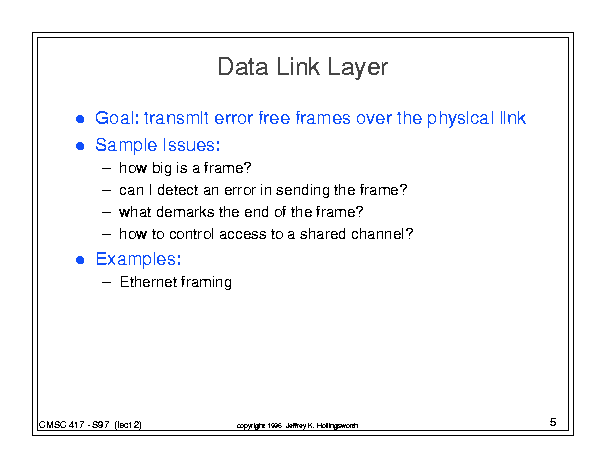 Data Link Layer
● Goal: transmit error free frames over the physical link
● Sample Issues:
– how big is a frame?
– can I detect an error in sending the frame?
– what demarks the end of the frame?
– how to control access to a shared channel?
● Examples:
– Ethernet framing
CMSC 417 - S97 (lect 2)
copyright 1996 Jeffrey K. Hollingsworth
5